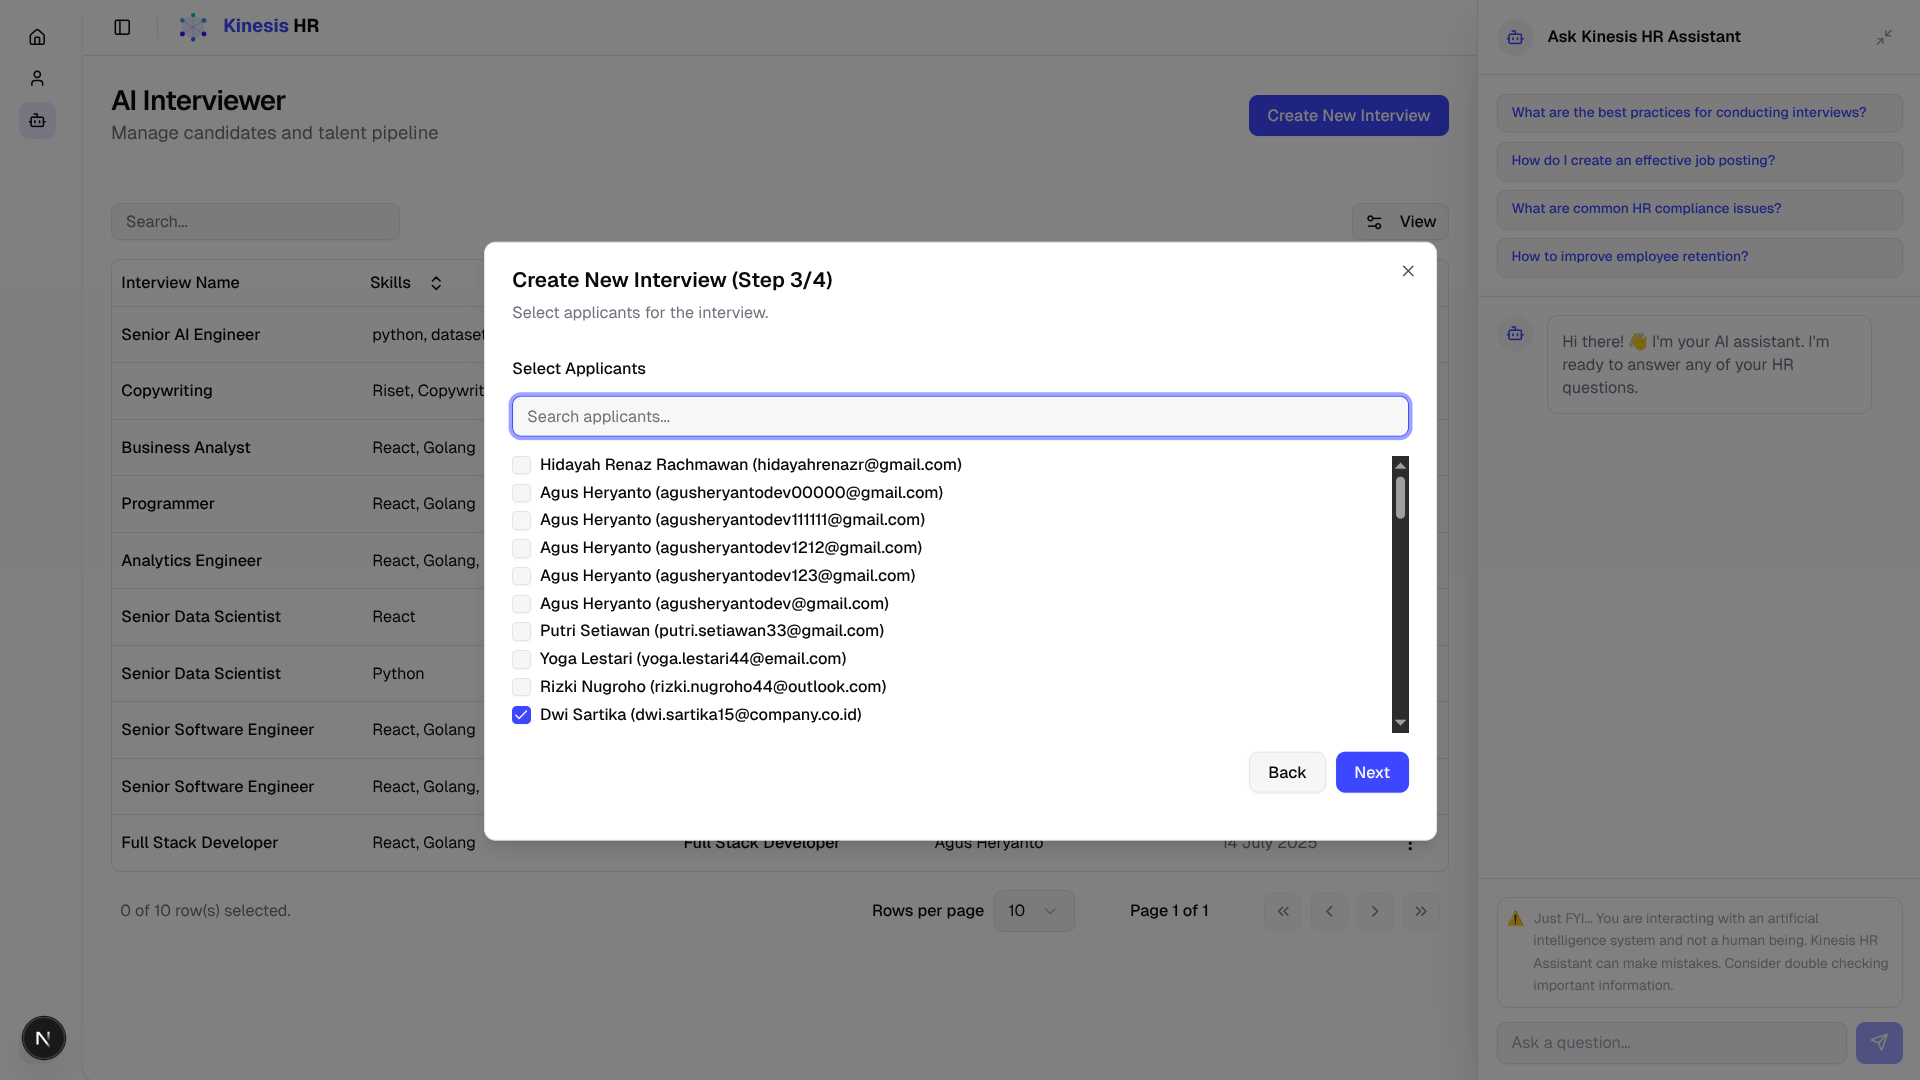 Kinesis HR
AI Interviewer
Manage candidates and talent pipeline
Create New Interview
Search...
View
Interview Name
Skills
Senior AI Engineer
python, dataset
Copywriting
Riset, Copywrit
Business Analyst
React, Golang
Programmer
React, Golang
Analytics Engineer
React, Golang,
Senior Data Scientist
React
Senior Data Scientist
Python
Senior Software Engineer
React, Golang
Senior Software Engineer
React, Golang,
Full Stack Developer
React, Golang
Full Stack Developer
Agus Heryanto
14 July 2025
0 of 10 row(s) selected.
Rows per page
10
Page 1 of 1
Create New Interview (Step 3/4)
Select applicants for the interview.
Select Applicants
Search applicants...
Hidayah Renaz Rachmawan (hidayahrenazr@gmail.com)
Agus Heryanto (agusheryantodev00000@gmail.com)
Agus Heryanto (agusheryantodev111111@gmail.com)
Agus Heryanto (agusheryantodev1212@gmail.com)
Agus Heryanto (agusheryantodev123@gmail.com)
Agus Heryanto (agusheryantodev@gmail.com)
Putri Setiawan (putri.setiawan33@gmail.com)
Yoga Lestari (yoga.lestari44@email.com)
Rizki Nugroho (rizki.nugroho44@outlook.com)
Dwi Sartika (dwi.sartika15@company.co.id)
Back
Next
Ask Kinesis HR Assistant
What are the best practices for conducting interviews?
How do I create an effective job posting?
What are common HR compliance issues?
How to improve employee retention?
Hi there! 👋 I'm your AI assistant. I'm
ready to answer any of your HR
questions.
⚠️ Just FYI... You are interacting with an artificial
intelligence system and not a human being. Kinesis HR
Assistant can make mistakes. Consider double checking
important information.
Ask a question...
N